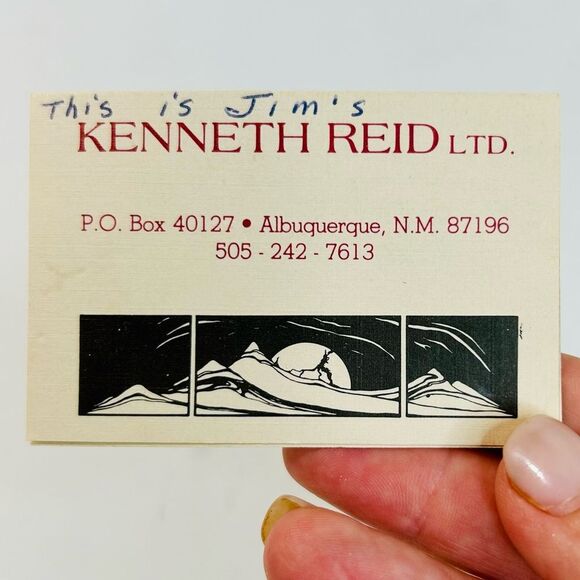 This is Jim's
KENNETH REID LTD.
P.O. Box 40127 • Albuquerque, N.M. 87196
505 - 242 - 7613